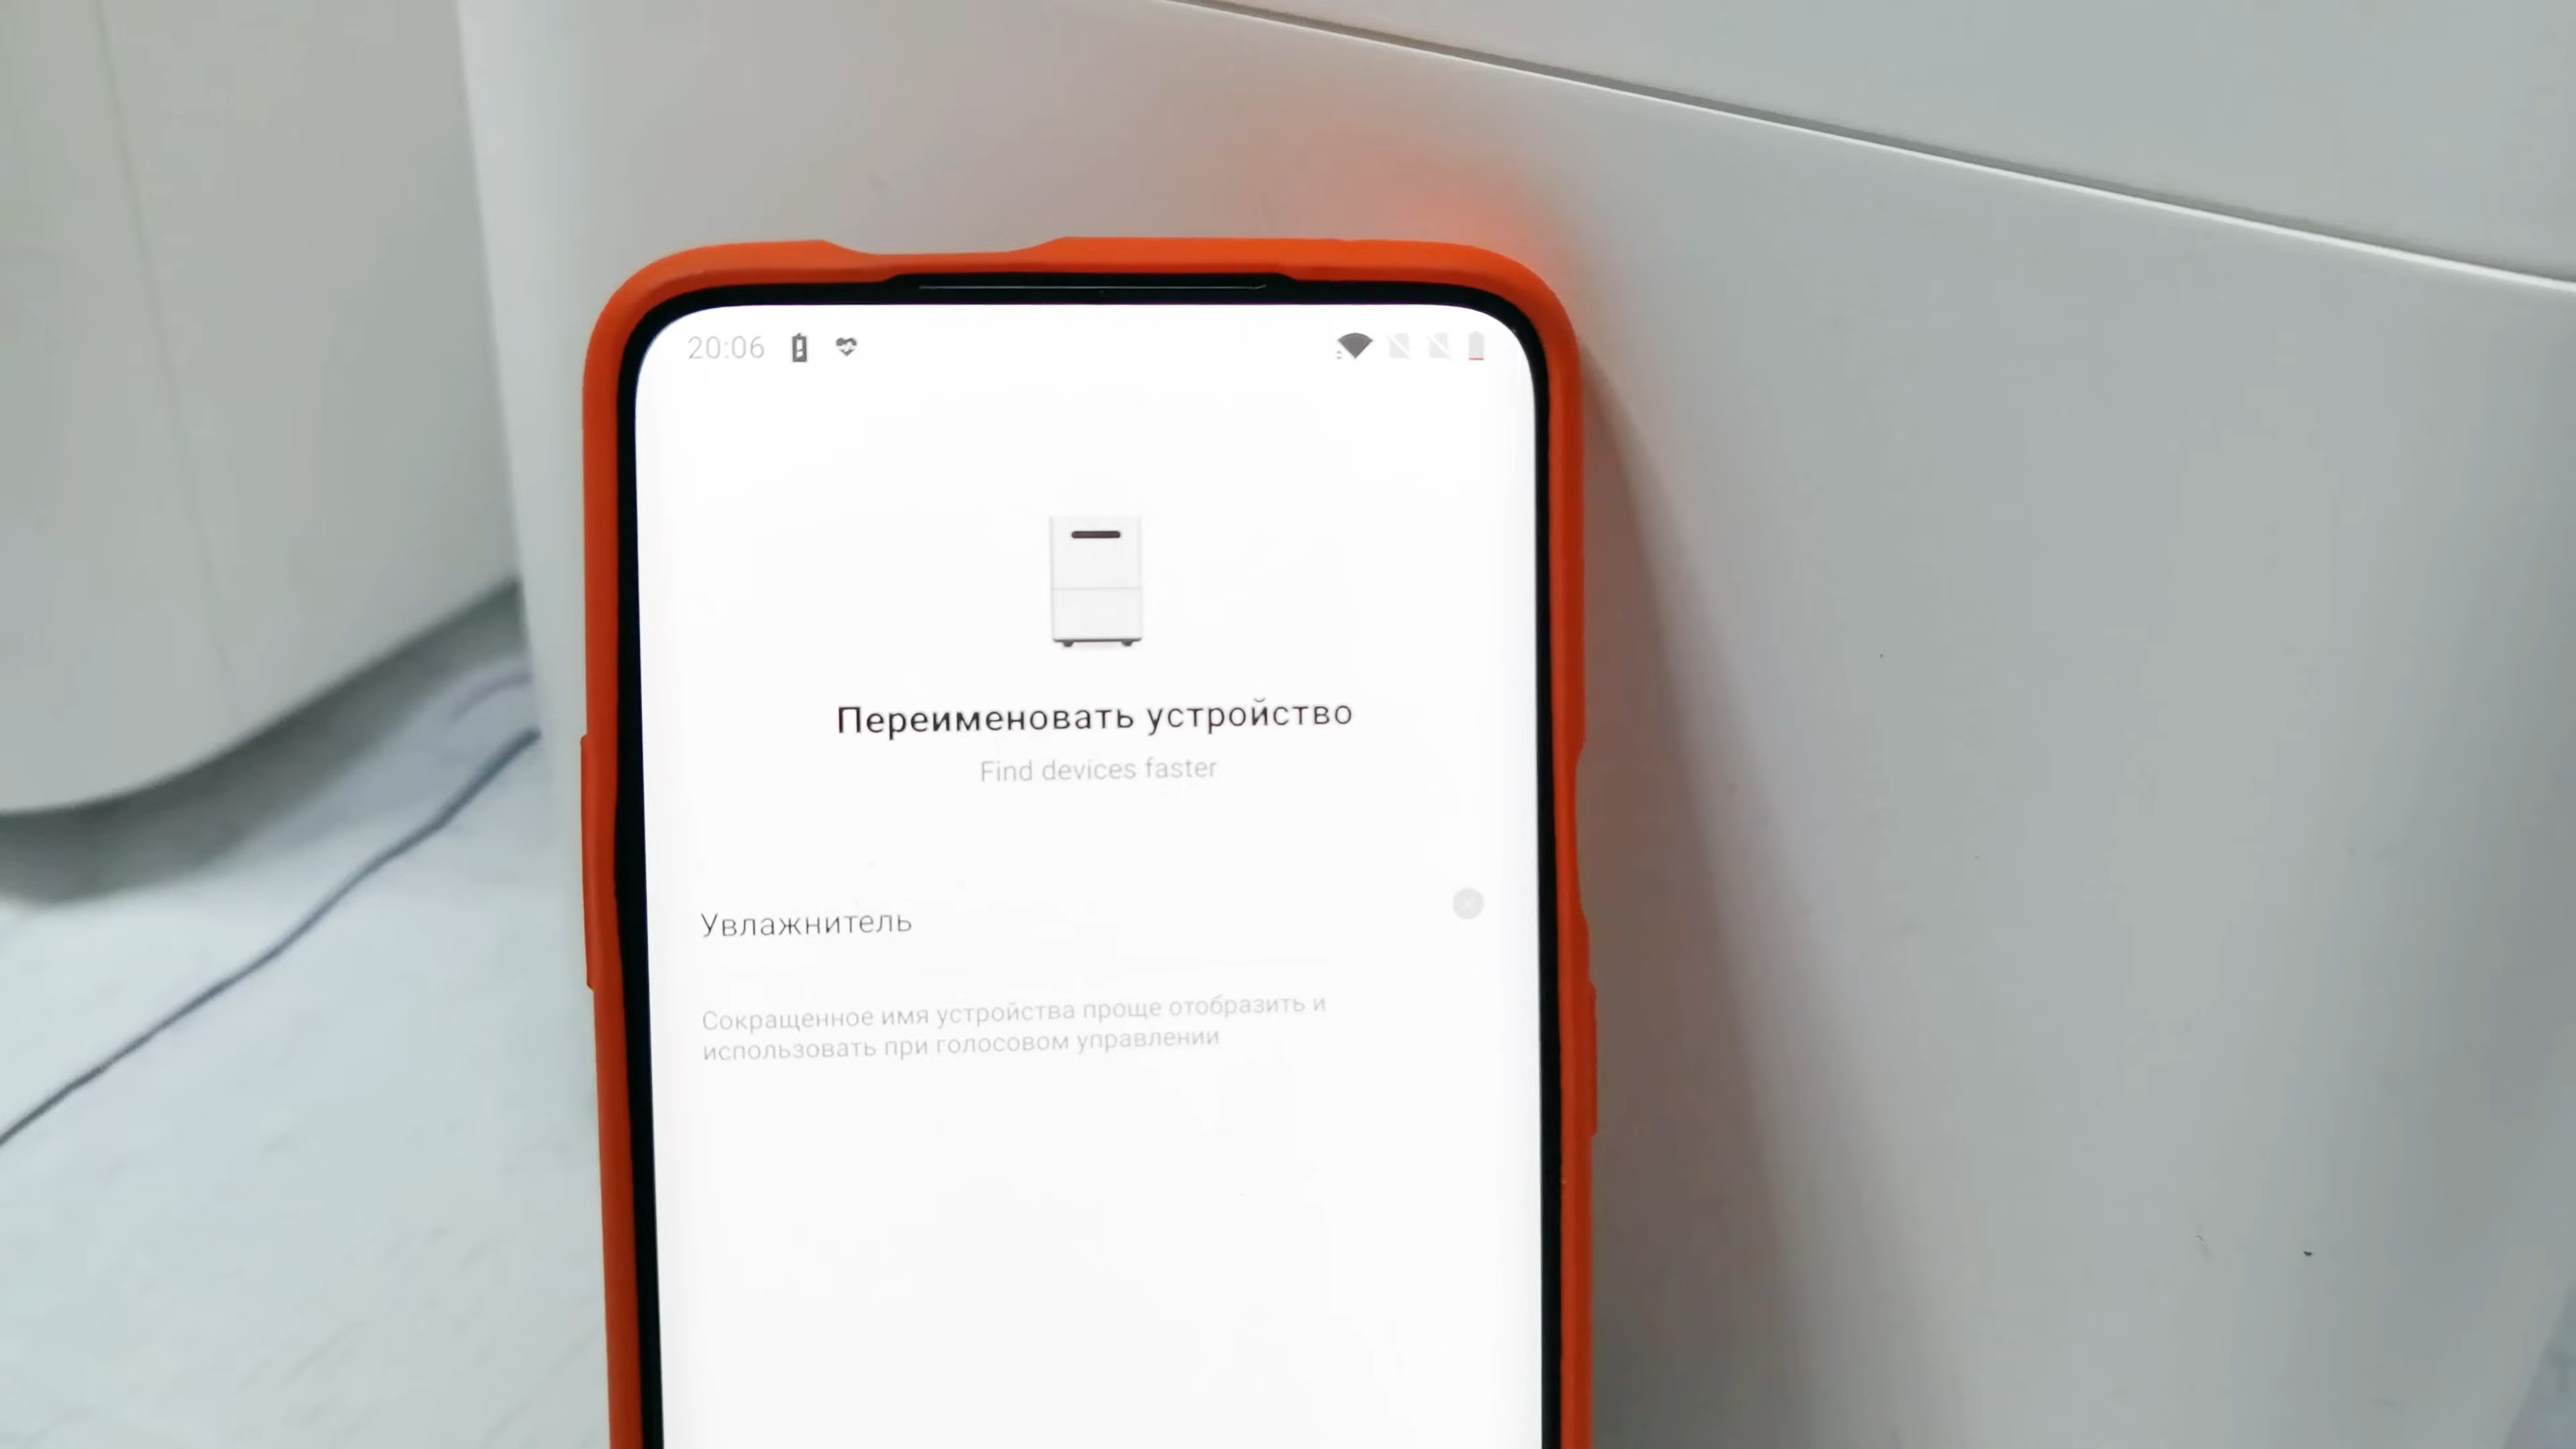 20:06
Переименовать устройство
Find devices faster
Увлажнитель
Сокращенное имя устройства проще отобразить и
использовать при голосовом управлении